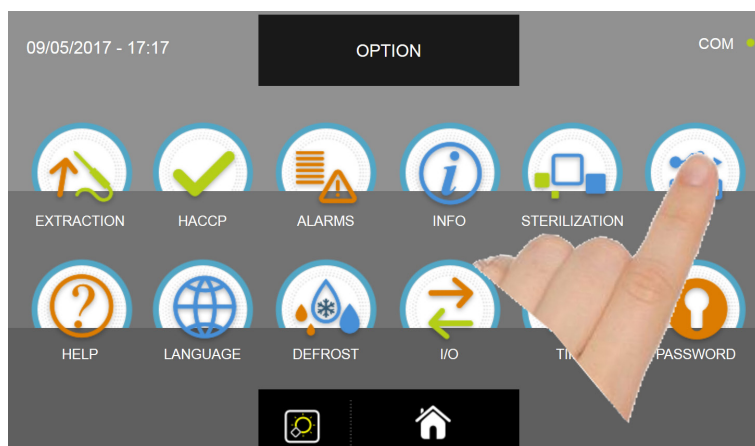 09/05/2017 - 17:17
OPTION
COM
EXTRACTION
HACCP
ALARMS
INFO
STERILIZATION
HELP
LANGUAGE
DEFROST
I/O
PASSWORD